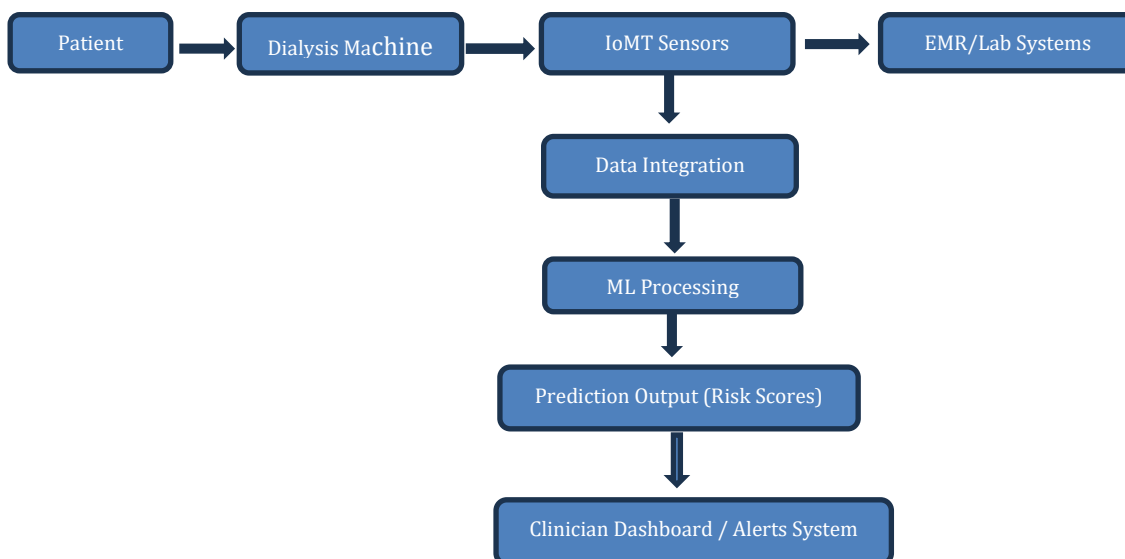 Patient
Dialysis Machine
IoMT Sensors
EMR/Lab Systems
Data Integration
ML Processing
Prediction Output (Risk Scores)
Clinician Dashboard / Alerts System